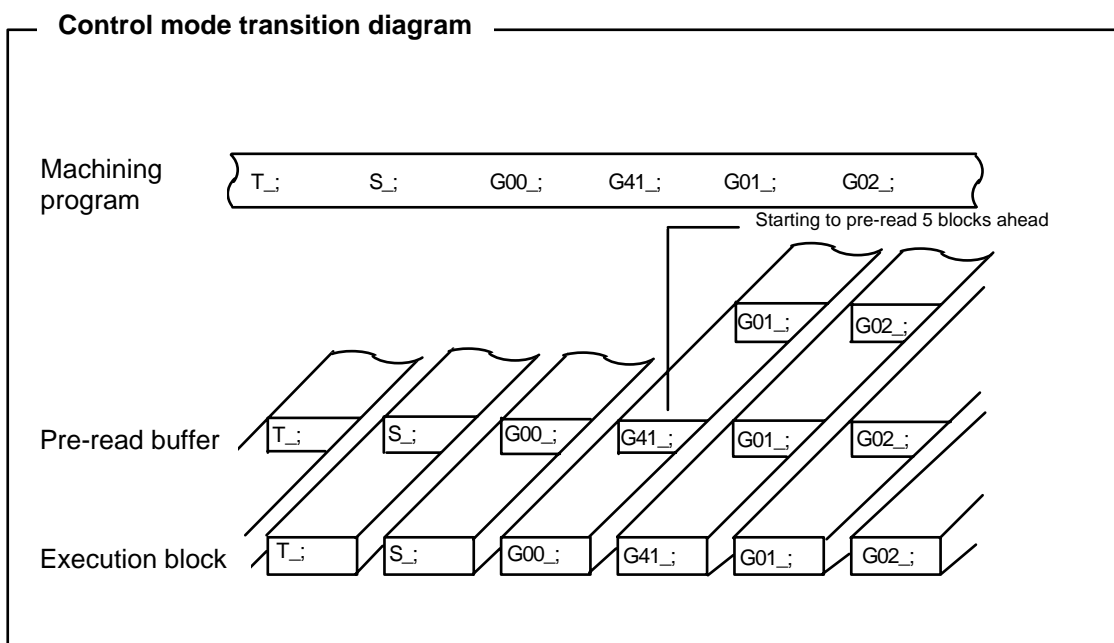 Control mode transition diagram
Machining
program
T_; S_; G00_; G41_; G01_; G02_;
Starting to pre-read 5 blocks ahead
G01_; G02_;
Pre-read buffer
T_; S_; G00_; G41_; G01_; G02_;
Execution block
T_; S_; G00_; G41_; G01_; G02_;